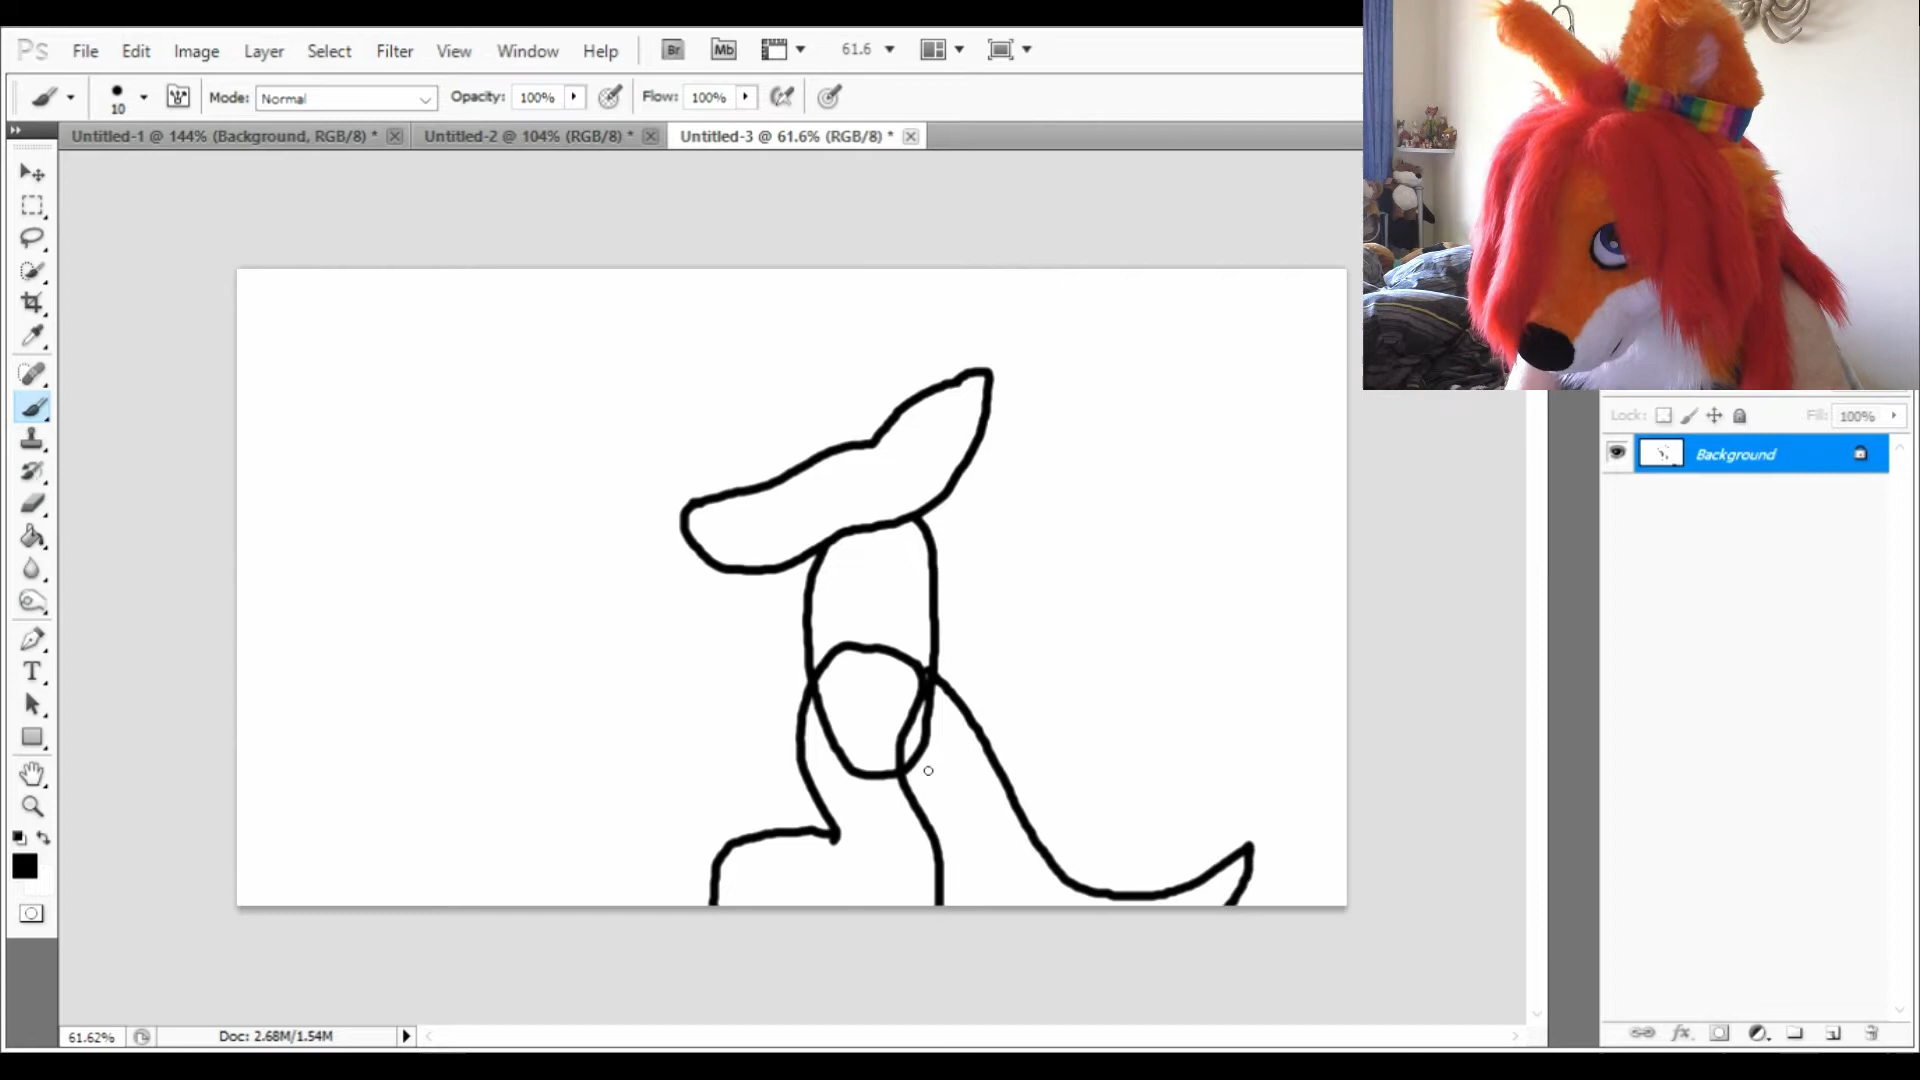 Ps File Edit Image Layer Select Filter View Window Help Br Mb 61.6
10 Mode: Normal Opacity: 100% Flow: 100%
Untitled-1 @ 144% (Background, RGB/8) * Untitled-2 @ 104% (RGB/8) * Untitled-3 @ 61.6% (RGB/8) *
Lock: Fill: 100%
Background
T
fx
61.62% Doc: 2.68M/1.54M